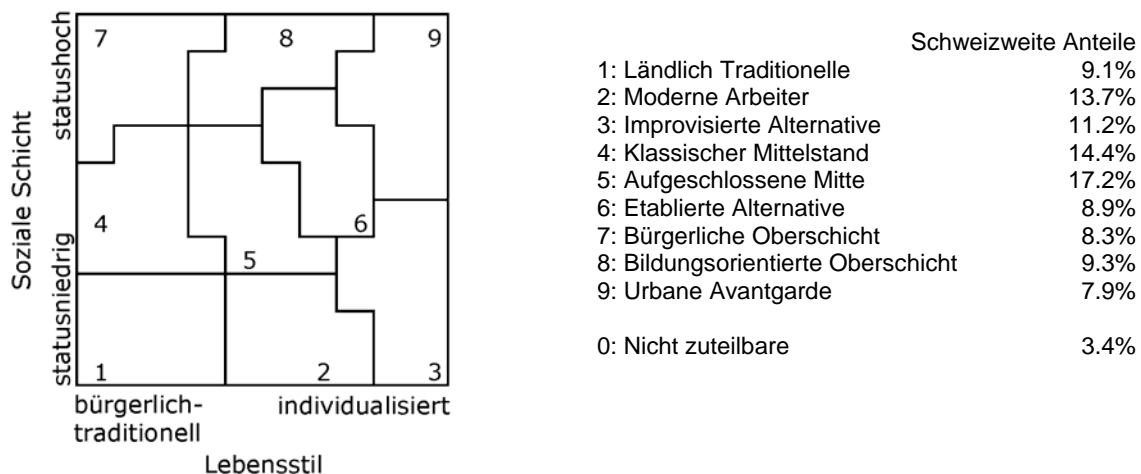 7 8 9
4 6
5
1 2 3
statushoch
Soziale Schicht
statusniedrig
bürgerlich-
traditionell
individualisiert
Lebensstil
Schweizweite Anteile
1: Ländlich Traditionelle 9.1%
2: Moderne Arbeiter 13.7%
3: Improvisierte Alternative 11.2%
4: Klassischer Mittelstand 14.4%
5: Aufgeschlossene Mitte 17.2%
6: Etablierte Alternative 8.9%
7: Bürgerliche Oberschicht 8.3%
8: Bildungsorientierte Oberschicht 9.3%
9: Urbane Avantgarde 7.9%
0: Nicht zuteilbare 3.4%